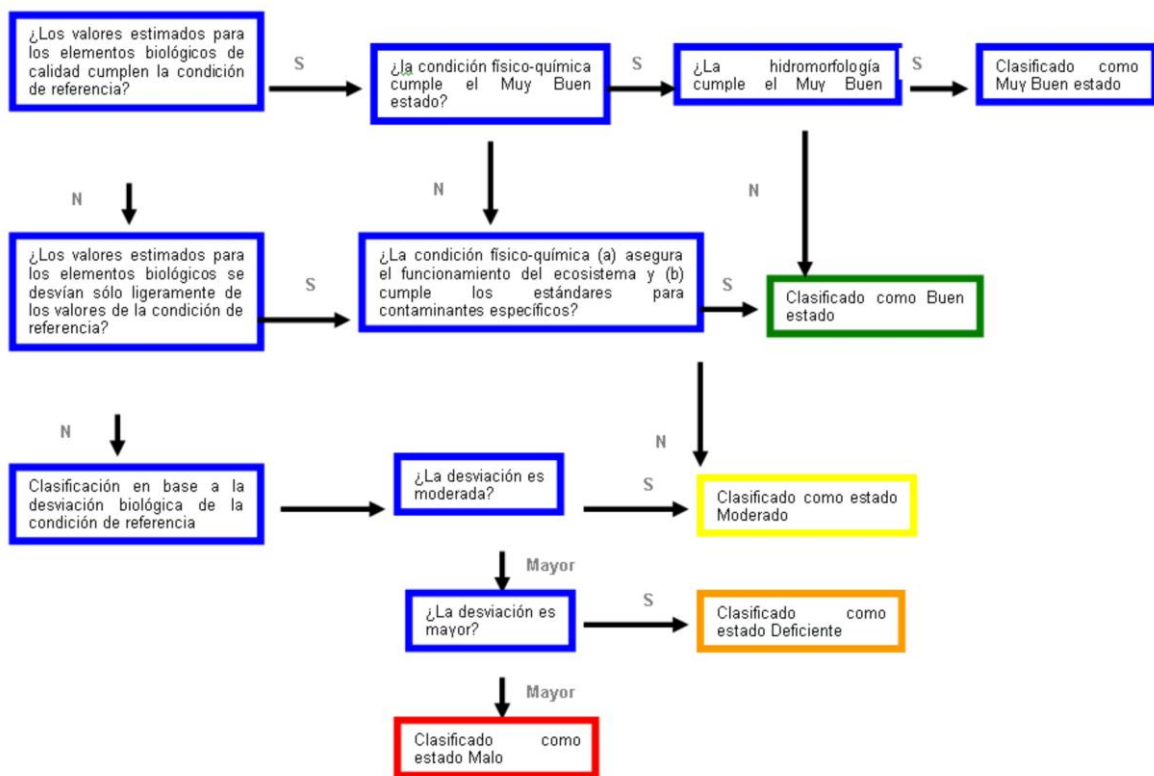 ¿Los valores estimados para
los elementos biológicos de
calidad cumplen la condición
de referencia?
S
¿la condición físico-química
cumple el Muy Buen
estado?
S
¿La hidromorfología
cumple el Muy Buen
S
Clasificado como
Muy Buen estado
N
N
N
¿Los valores estimados para
los elementos biológicos se
desvían sólo ligeramente de
los valores de la condición de
referencia?
S
¿La condición físico-química (a) asegura
el funcionamiento del ecosistema y (b)
cumple los estándares para
contaminantes específicos?
S
Clasificado como Buen
estado
N
N
Clasificación en base a la
desviación biológica de la
condición de referencia
¿La desviación es
moderada?
S
Clasificado como estado
Moderado
Mayor
¿La desviación es
mayor?
S
Clasificado como
estado Deficiente
Mayor
Clasificado como
estado Malo